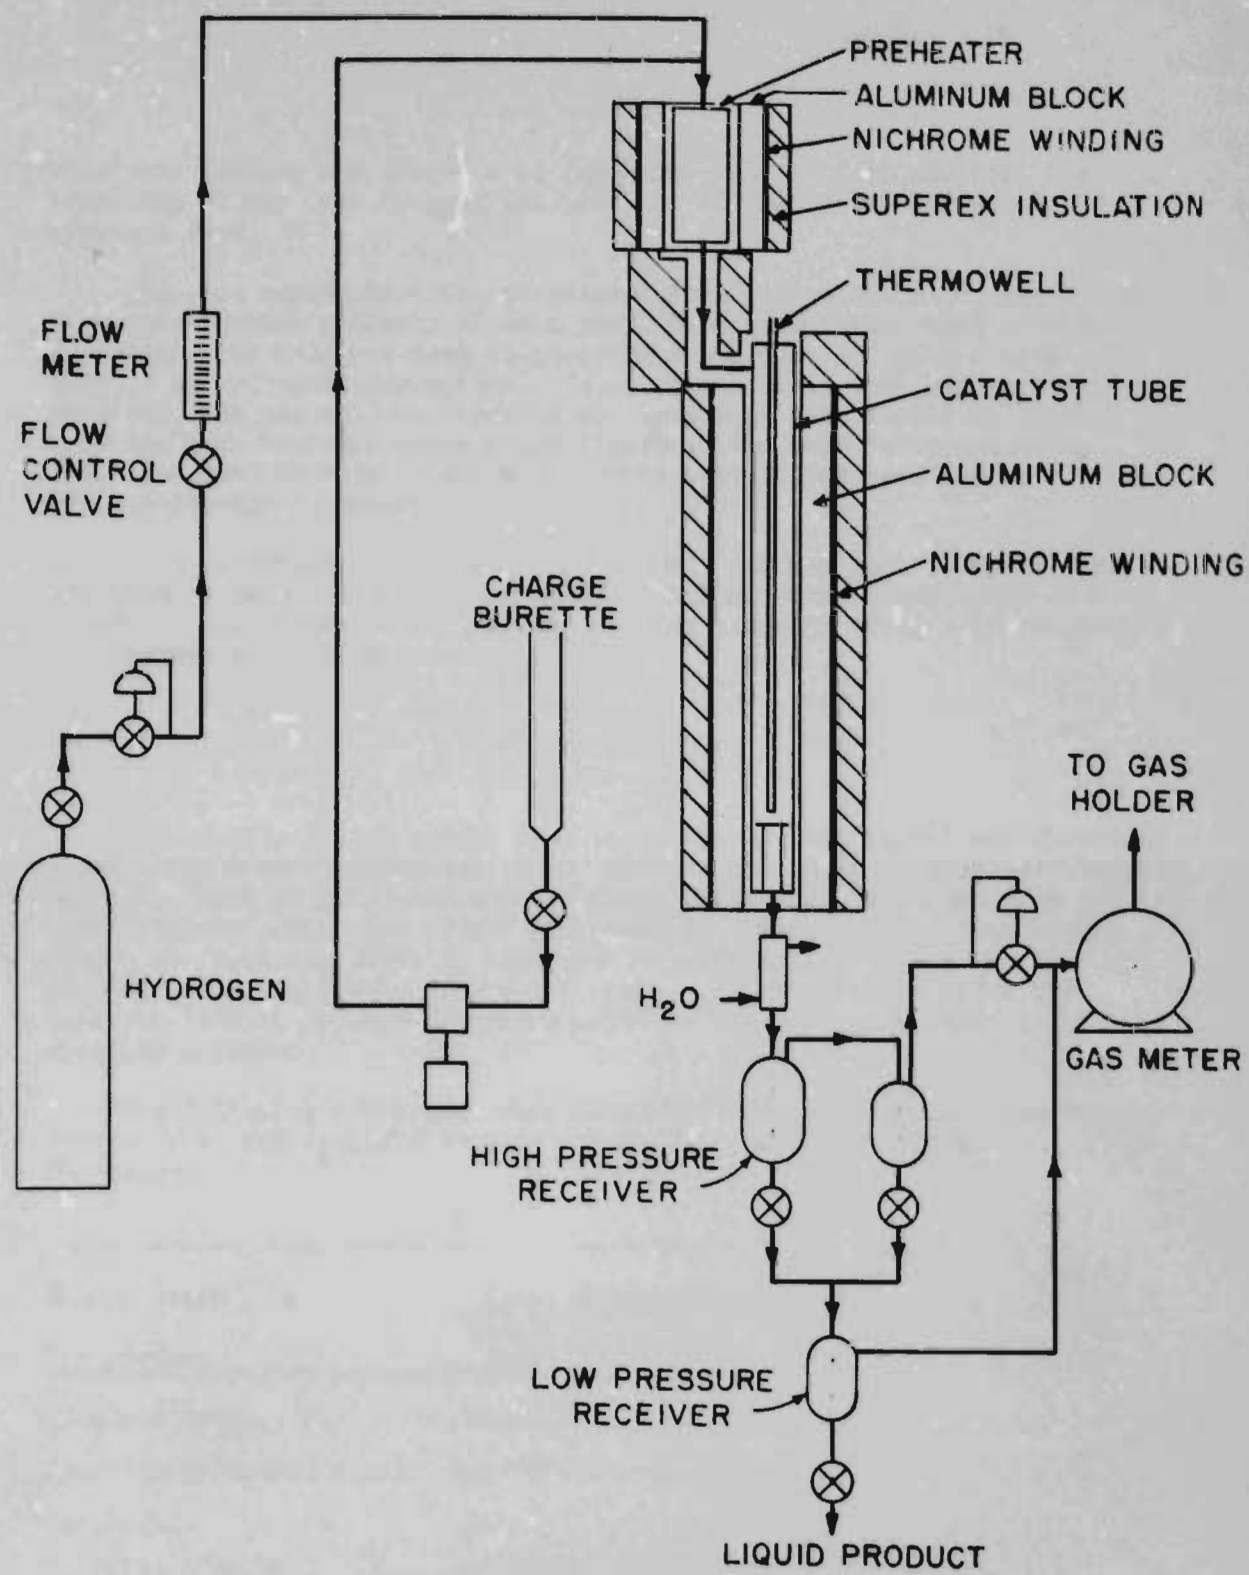 PREHEATER
ALUMINUM BLOCK
NICHROME WINDING
SUPEREX INSULATION
THERMOWELL
FLOW
METER
CATALYST TUBE
FLOW
CONTROL
VALVE
ALUMINUM BLOCK
NICHROME WINDING
CHARGE
BURETTE
TO GAS
HOLDER
HYDROGEN
H₂O
GAS METER
HIGH PRESSURE
RECEIVER
LOW PRESSURE
RECEIVER
LIQUID PRODUCT